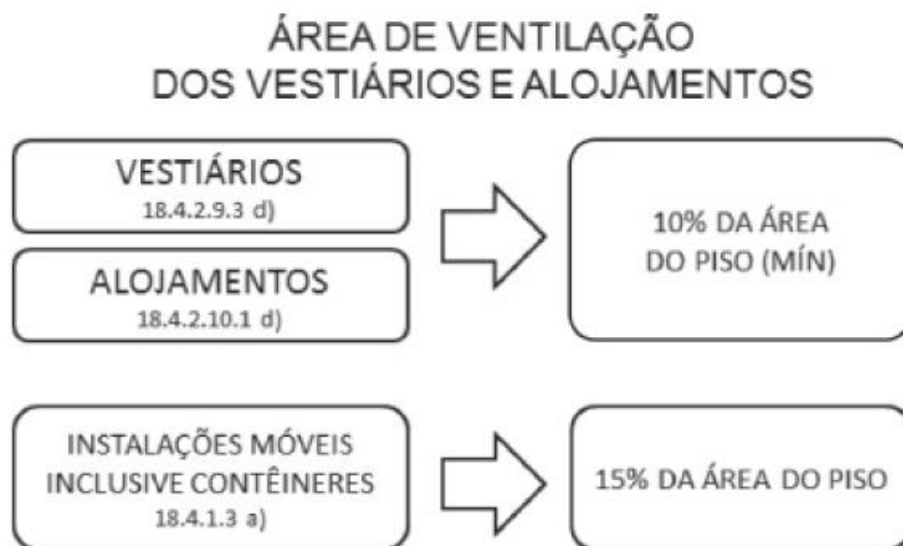 ÁREA DE VENTILAÇÃO
DOS VESTIÁRIOS E ALOJAMENTOS
VESTIÁRIOS
18.4.2.9.3 d)
ALOJAMENTOS
18.4.2.10.1 d)
10% DA ÁREA
DO PISO (MÍN)
INSTALAÇÕES MÓVEIS
INCLUSIVE CONTÊINERES
18.4.1.3 a)
15% DA ÁREA DO PISO